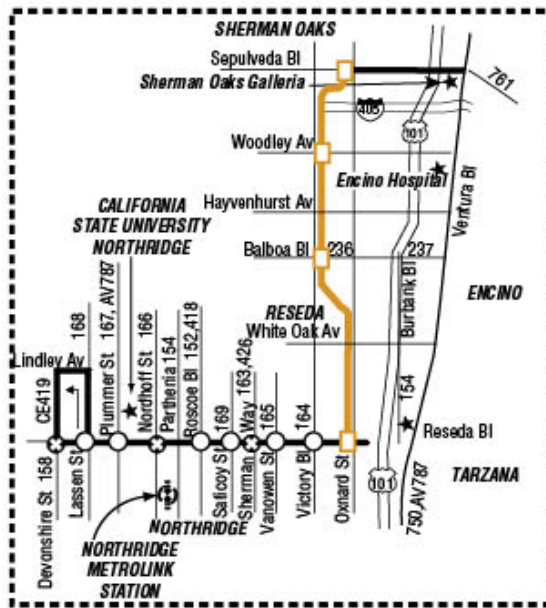 SHERMAN OAKS
Sepulveda Bl
Sherman Oaks Galleria
761
405
101
Woodley Av
Encino Hospital
Ventura Bl
CALIFORNIA
STATE UNIVERSITY
NORTHRIDGE
Hayvenhurst Av
Balboa Bl
236
237
Burbank Bl
ENCINO
RESEDA
White Oak Av
154
Reseda Bl
TARZANA
101
750,AV787
Lindley Av
CE419
168
Plummer St 167, AV787
Nordhoff St 166
Parthenia 154
Roscoe Bl 152,418
Saticoy St 169
Sherman Way 163,426
Vanowen St 165
Victory Bl 164
Oxnard St
Devonshire St 158
Lassen St
NORTHRIDGE
NORTHRIDGE
METROLINK
STATION